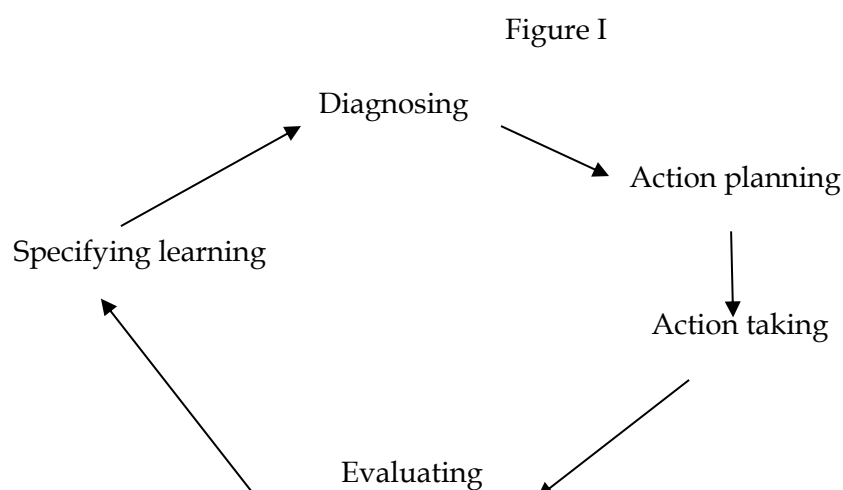 Figure I
Diagnosing
Action planning
Specifying learning
Action taking
Evaluating